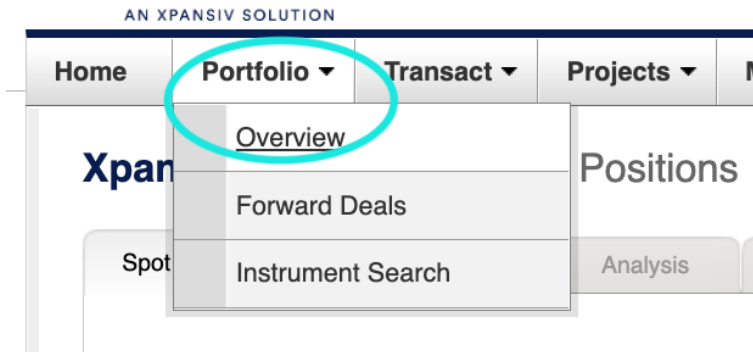 AN XPANSIV SOLUTION
Home Portfolio Transact Projects
Overview
Xpan Positions
Forward Deals
Spot Analysis
Instrument Search